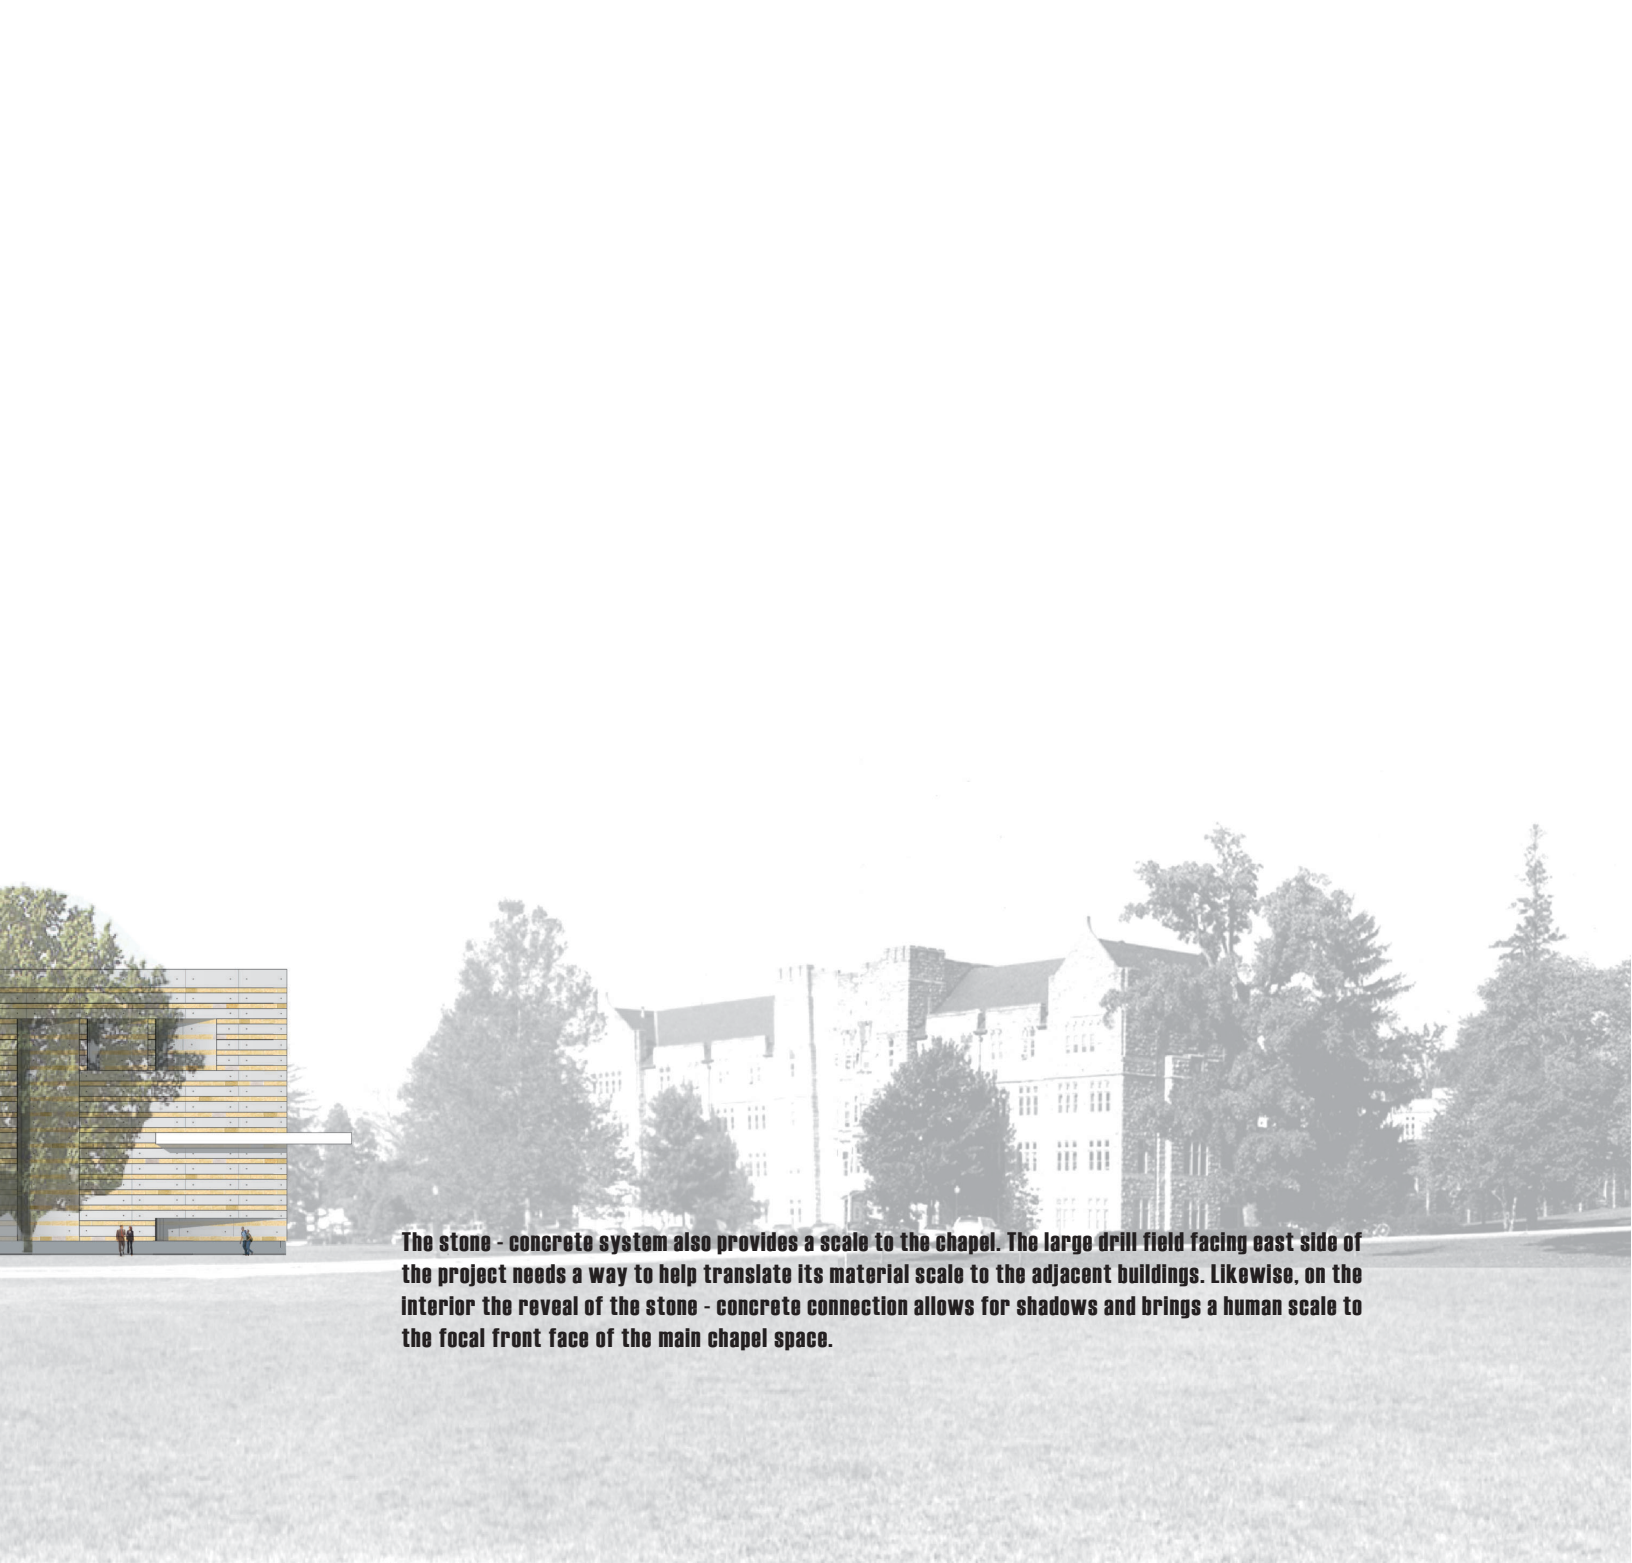 The stone - concrete system also provides a scale to the chapel. The large drill field facing east side of
the project needs a way to help translate its material scale to the adjacent buildings. Likewise, on the
interior the reveal of the stone - concrete connection allows for shadows and brings a human scale to
the focal front face of the main chapel space.